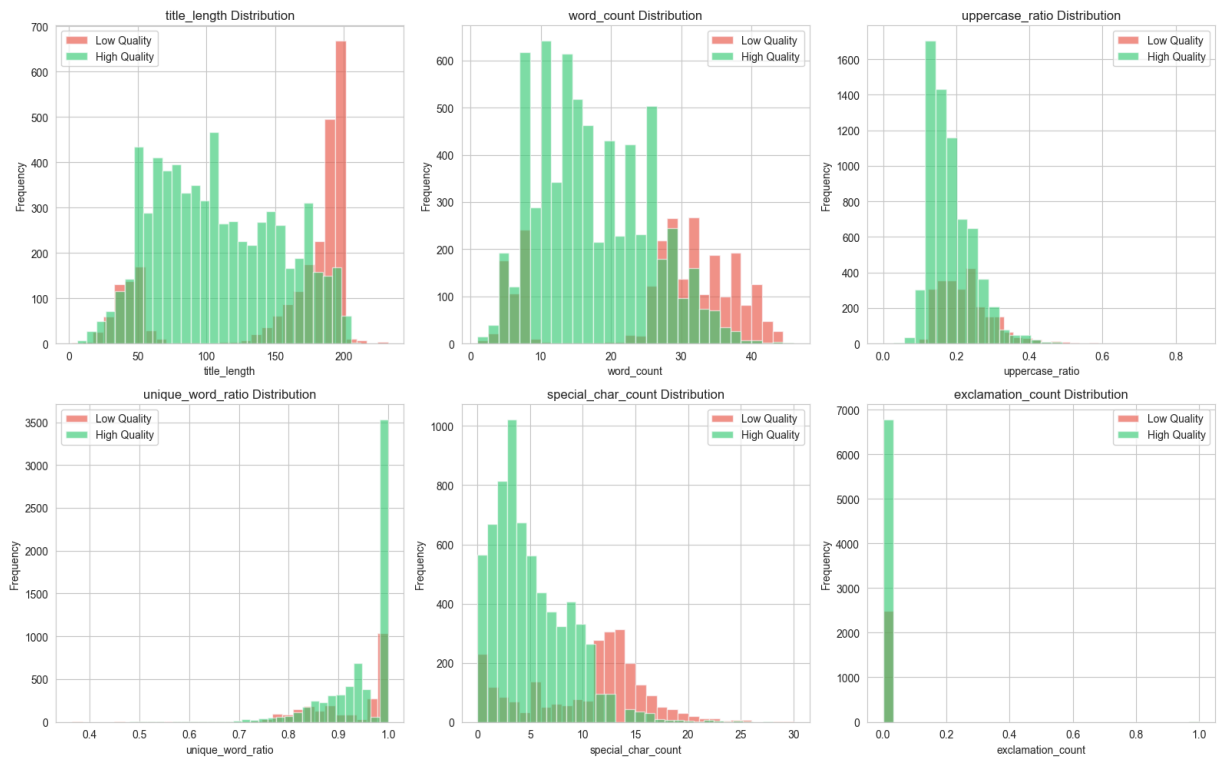 title_length Distribution
700
600
500
400
300
200
100
0
Frequency
Low Quality
High Quality
0 50 100 150 200
title_length
word_count Distribution
600
500
400
300
200
100
0
Frequency
Low Quality
High Quality
0 10 20 30 40
word_count
uppercase_ratio Distribution
1600
1400
1200
1000
800
600
400
200
0
Frequency
Low Quality
High Quality
0.0 0.2 0.4 0.6 0.8
uppercase_ratio
unique_word_ratio Distribution
3500
3000
2500
2000
1500
1000
500
0
Frequency
Low Quality
High Quality
0.4 0.5 0.6 0.7 0.8 0.9 1.0
unique_word_ratio
special_char_count Distribution
1000
800
600
400
200
0
Frequency
Low Quality
High Quality
0 5 10 15 20 25 30
special_char_count
exclamation_count Distribution
7000
6000
5000
4000
3000
2000
1000
0
Frequency
Low Quality
High Quality
0.0 0.2 0.4 0.6 0.8 1.0
exclamation_count